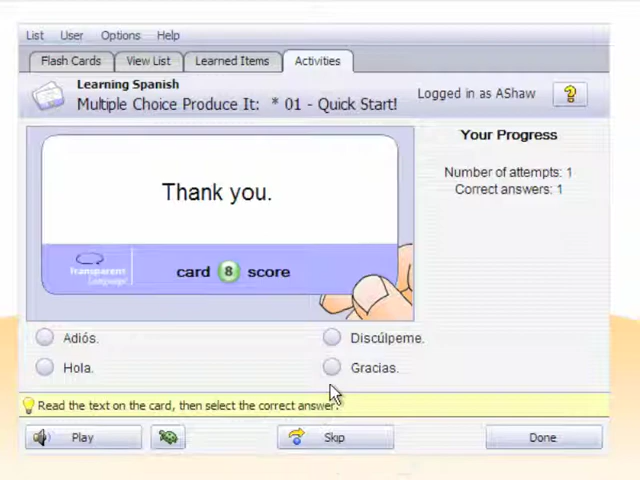 List User Options Help
Flash Cards View List Learned Items Activities
Learning Spanish
Multiple Choice Produce It: * 01 - Quick Start!
Logged in as AShaw
?
Your Progress
Number of attempts: 1
Correct answers: 1
Thank you.
Transparent
Language
card 8 score
Adiós. Discúlpeme.
Hola. Gracias.
Read the text on the card, then select the correct answer.
Play Skip Done